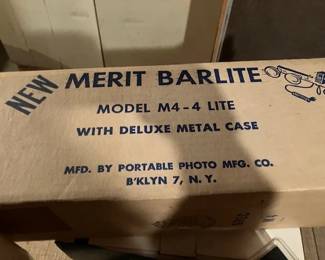 NEW
MERIT BARLITE
MODEL M4-4 LITE
WITH DELUXE METAL CASE
MFD. BY PORTABLE PHOTO MFG. CO.
B'KLYN 7, N. Y.